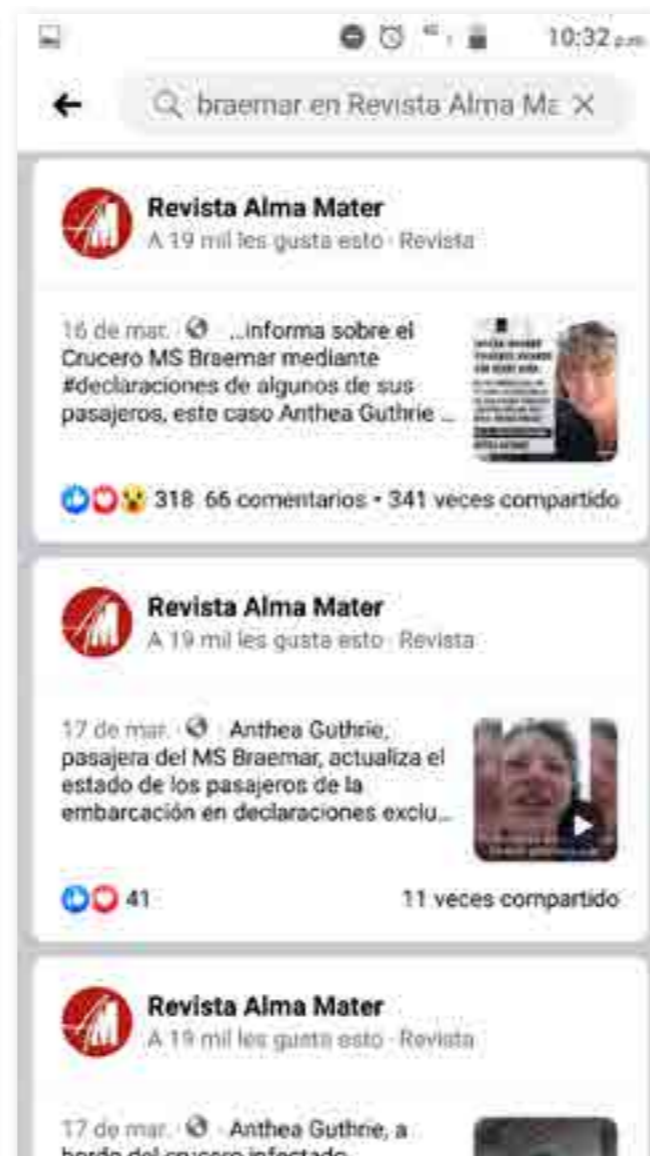 10:32 p.m.
braemar en Revista Alma Ma
Revista Alma Mater
A 19 mil les gusta esto · Revista
16 de mar. · ...informa sobre el
Crucero MS Braemar mediante
#declaraciones de algunos de sus
pasajeros, este caso Anthea Guthrie ...
318 66 comentarios • 341 veces compartido
Revista Alma Mater
A 19 mil les gusta esto · Revista
17 de mar. · Anthea Guthrie,
pasajera del MS Braemar, actualiza el
estado de los pasajeros de la
embarcación en declaraciones exclu...
41 11 veces compartido
Revista Alma Mater
A 19 mil les gusta esto · Revista
17 de mar. · Anthea Guthrie, a
bordo del crucero infectado